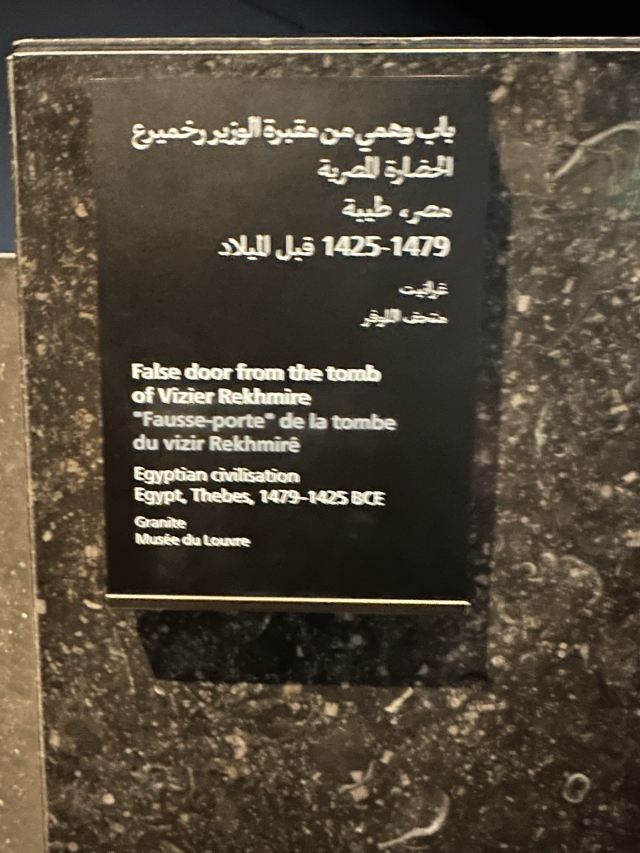 باب وهمي من مقبرة الوزير رخميرع
الحضارة المصرية
مصر، طيبة
1425-1479 قبل الميلاد
غرانيت
متحف اللوفر
False door from the tomb
of Vizier Rekhmire
"Fausse-porte" de la tombe
du vizir Rekhmirê
Egyptian civilisation
Egypt, Thebes, 1479–1425 BCE
Granite
Musée du Louvre